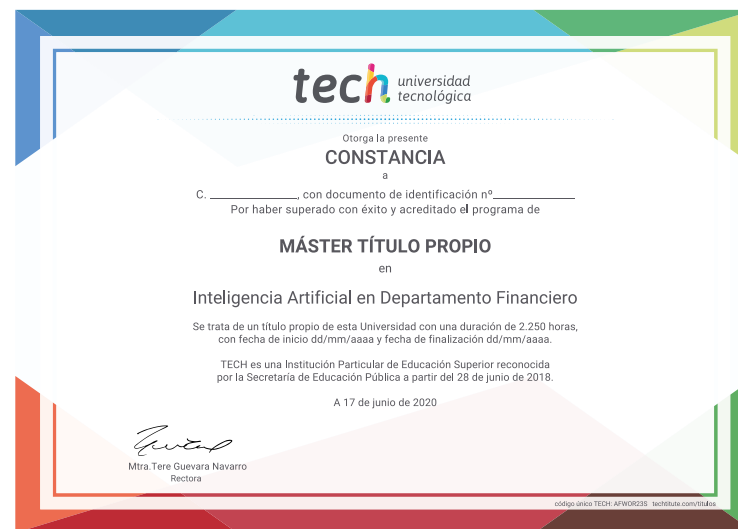 tech universidad
tecnológica
Otorga la presente
CONSTANCIA
a
C. ______________, con documento de identificación nº_____________
Por haber superado con éxito y acreditado el programa de
MÁSTER TÍTULO PROPIO
en
Inteligencia Artificial en Departamento Financiero
Se trata de un título propio de esta Universidad con una duración de 2.250 horas,
con fecha de inicio dd/mm/aaaa y fecha de finalización dd/mm/aaaa.
TECH es una Institución Particular de Educación Superior reconocida
por la Secretaría de Educación Pública a partir del 28 de junio de 2018.
A 17 de junio de 2020
Mtra.Tere Guevara Navarro
Rectora
código único TECH: AFWOR23S techtitute.com/titulos